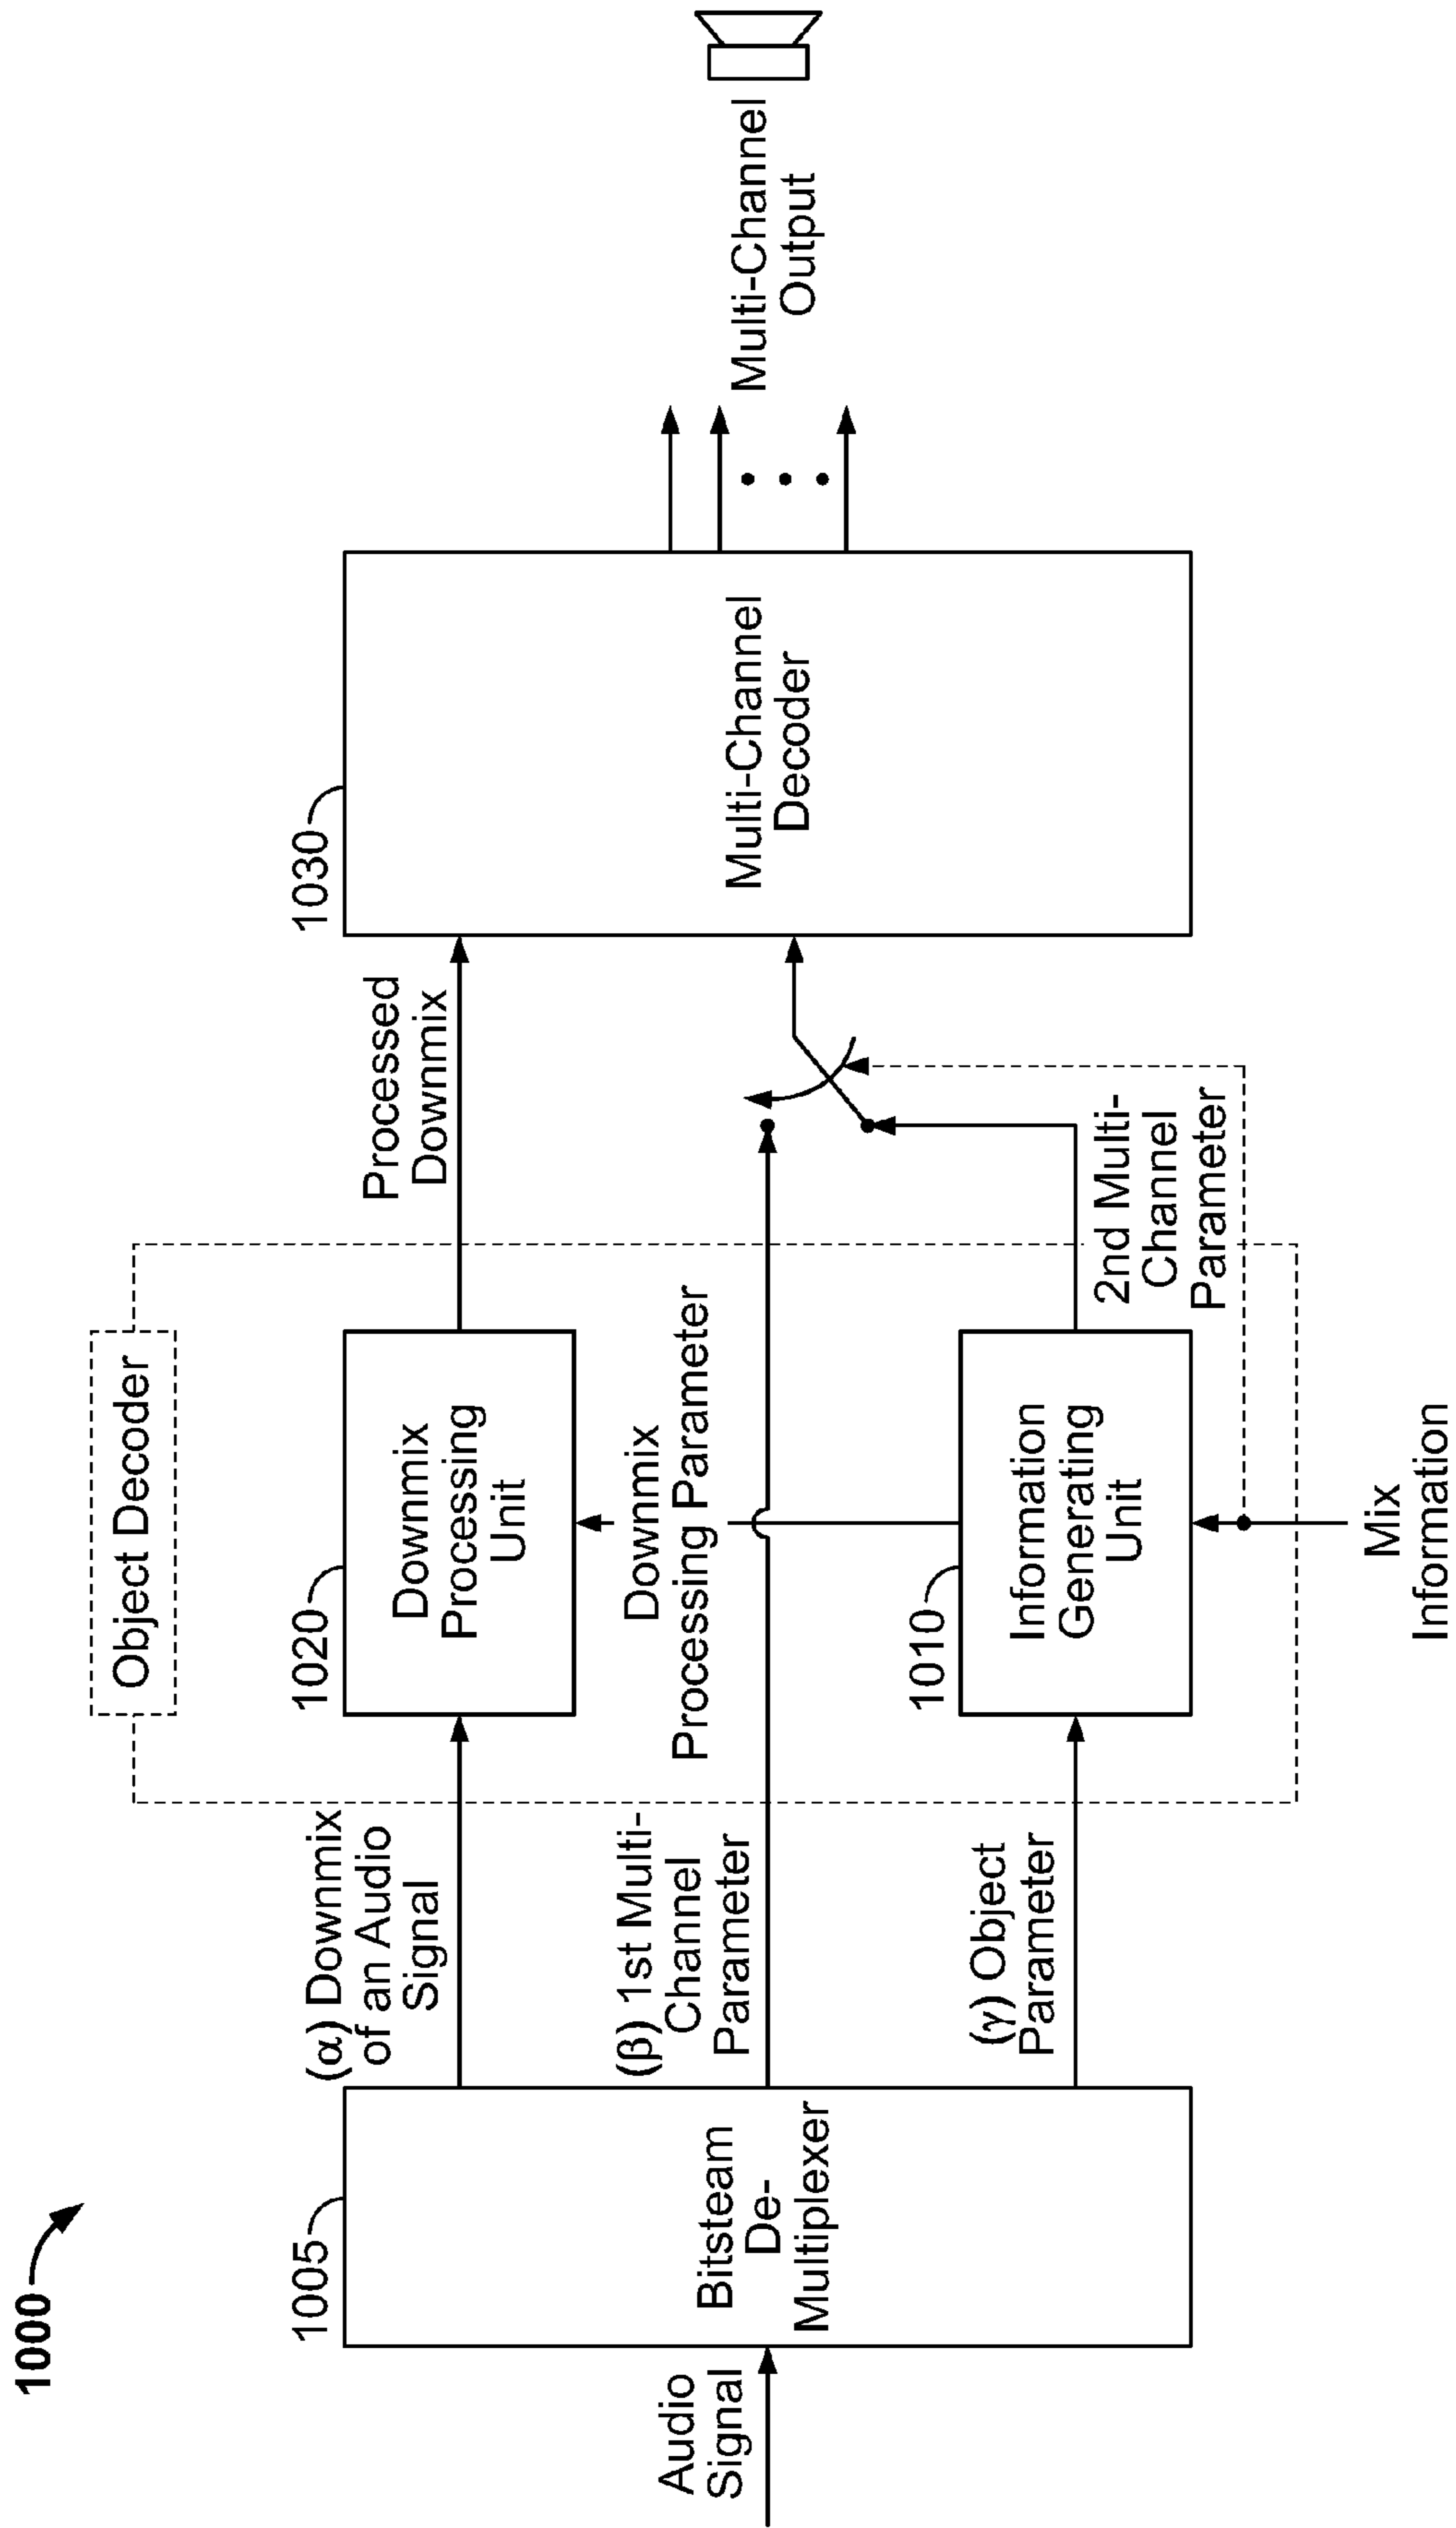 1000
Object Decoder
1005
1020
1030
Audio
Signal
Bitsteam
De-
Multiplexer
(α) Downmix
of an Audio
Signal
Downmix
Processing
Unit
Processed
Downmix
Multi-Channel
Decoder
Multi-Channel
Output
(β) 1st Multi-
Channel
Parameter
Downmix
Processing Parameter
1010
(γ) Object
Parameter
Information
Generating
Unit
2nd Multi-
Channel
Parameter
Mix
Information